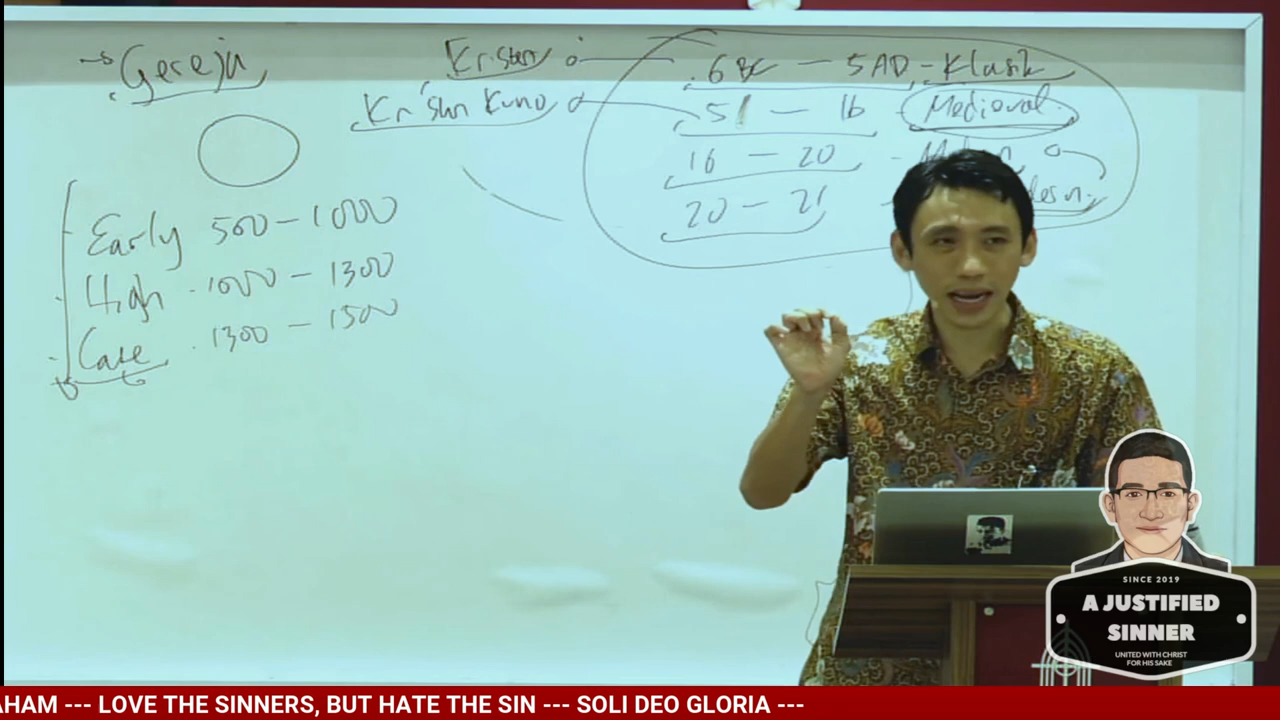 → Gereja
Kristen
6 BC — 5 AD - Klasik
Kristen Kuno
5 — 16 Medieval
16 — 20
20 — 21
Early 500 — 1000
High 1000 — 1300
Late 1300 — 1500
SINCE 2019
A JUSTIFIED
SINNER
UNITED WITH CHRIST
FOR HIS SAKE
AHAM --- LOVE THE SINNERS, BUT HATE THE SIN --- SOLI DEO GLORIA ---